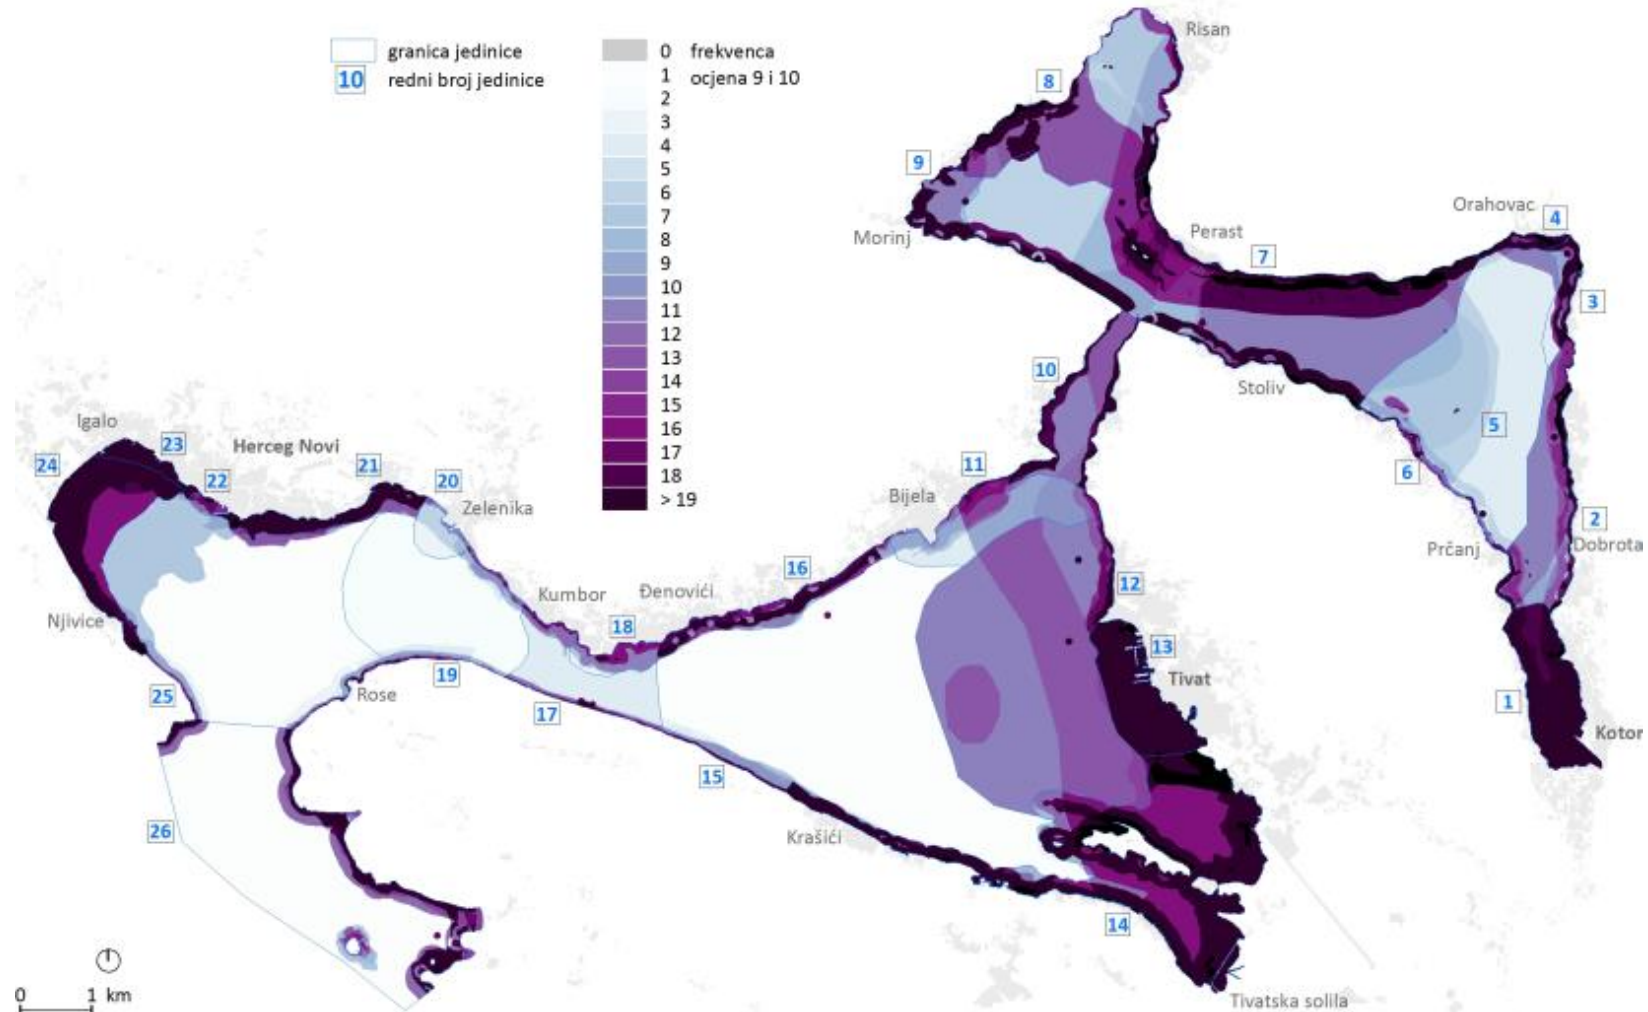 granica jedinice
10 redni broj jedinice
0 frekvenca
1 ocjena 9 i 10
2
3
4
5
6
7
8
9
10
11
12
13
14
15
16
17
18
> 19
Risan
8
9
Morinj
Orahovac
4
Perast
7
3
10
Stoliv
5
6
Igalo
23
Herceg Novi
24
22
21
20
Zelenika
11
Bijela
2
Prčanj
Dobrota
Kumbor
Đenovići
16
18
12
Njivice
13
Tivat
25
Rose
19
17
1
Kotor
15
26
Krašići
14
0 1 km
Tivatska solila